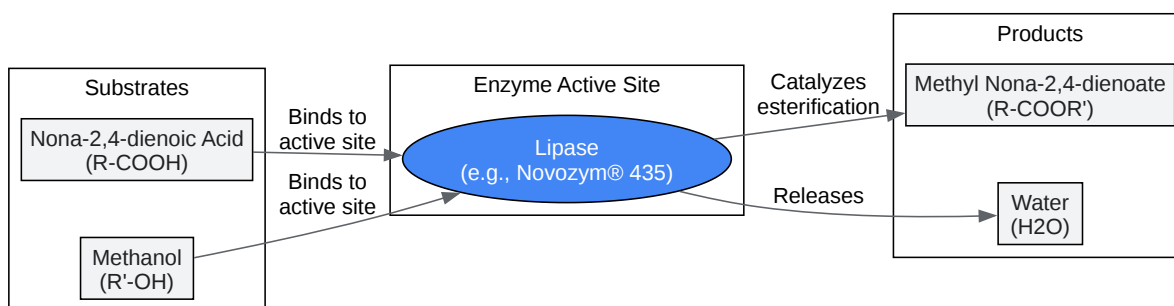 Substrates
Nona-2,4-dienoic Acid
(R-COOH)
Methanol
(R'-OH)
Binds to
active site
Binds to
active site
Enzyme Active Site
Lipase
(e.g., Novozym® 435)
Catalyzes
esterification
Releases
Products
Methyl Nona-2,4-dienoate
(R-COOR')
Water
(H2O)